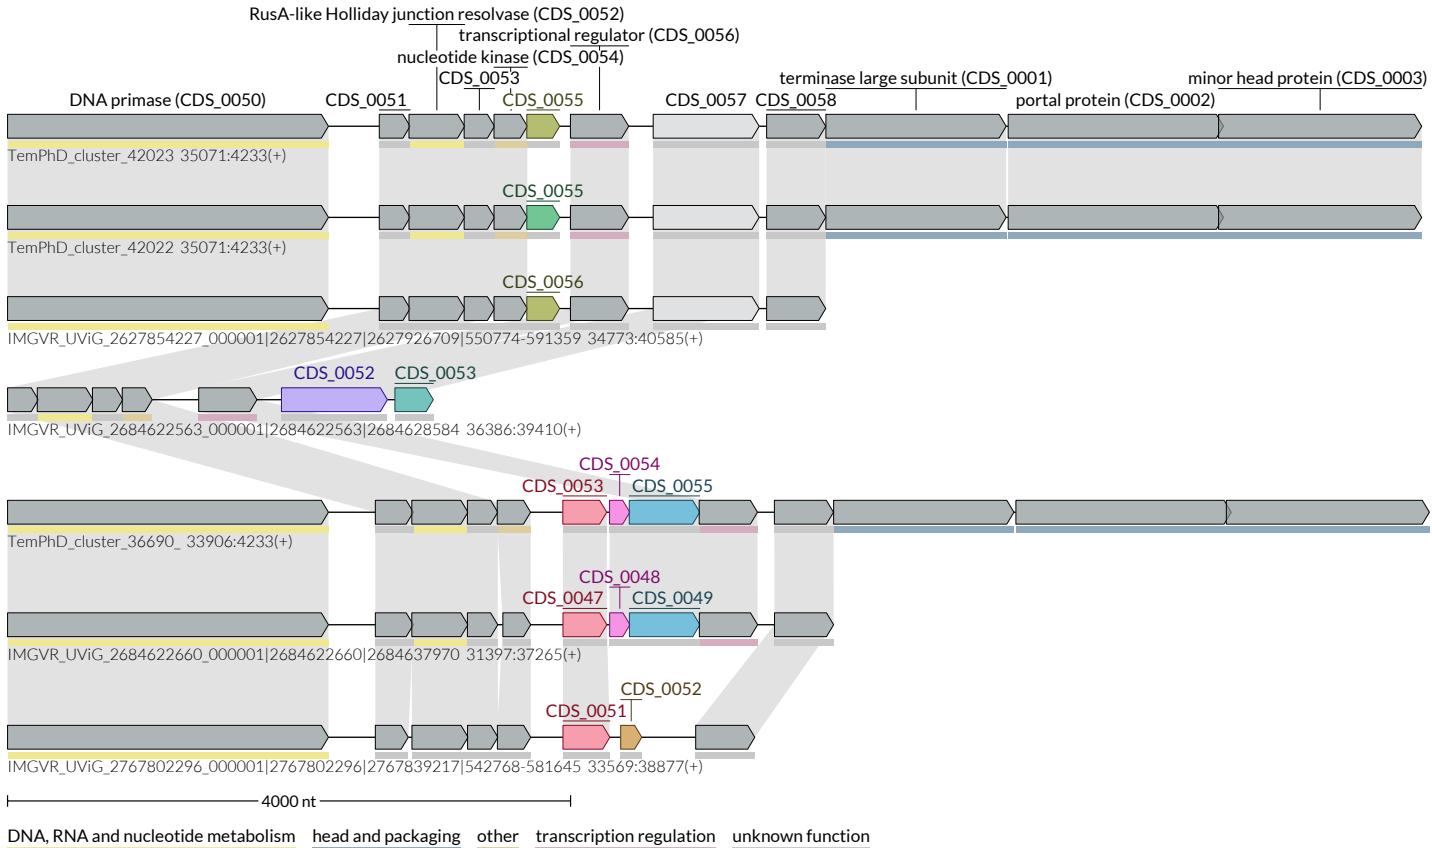 RusA-like Holliday junction resolvase (CDS_0052)
transcriptional regulator (CDS_0056)
nucleotide kinase (CDS_0054)
CDS_0053 terminase large subunit (CDS_0001) minor head protein (CDS_0003)
DNA primase (CDS_0050) CDS_0051 CDS_0055 CDS_0057 CDS_0058 portal protein (CDS_0002)
TemPhD_cluster_42023 35071:4233(+)
CDS_0055
TemPhD_cluster_42022 35071:4233(+)
CDS_0056
IMGVR_UViG_2627854227_000001|2627854227|2627926709|550774-591359 34773:40585(+)
CDS_0052 CDS_0053
IMGVR_UViG_2684622563_000001|2684622563|2684628584 36386:39410(+)
CDS_0054
CDS_0053 CDS_0055
TemPhD_cluster_36690_ 33906:4233(+)
CDS_0048
CDS_0047 CDS_0049
IMGVR_UViG_2684622660_000001|2684622660|2684637970 31397:37265(+)
CDS_0052
CDS_0051
IMGVR_UViG_2767802296_000001|2767802296|2767839217|542768-581645 33569:38877(+)
4000 nt
DNA, RNA and nucleotide metabolism head and packaging other transcription regulation unknown function